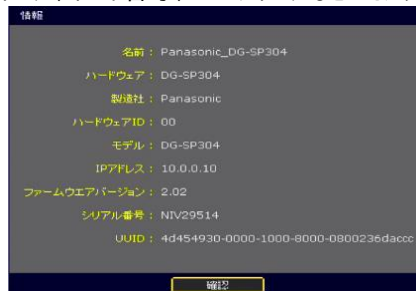 情報
名前 : Panasonic_DG-SP304
ハードウェア : DG-SP304
製造社 : Panasonic
ハードウェアID : 00
モデル : DG-SP304
IPアドレス : 10.0.0.10
ファームウエアバージョン : 2.02
シリアル番号 : NIV29514
UUID : 4d454930-0000-1000-8000-0800236daccc
確認